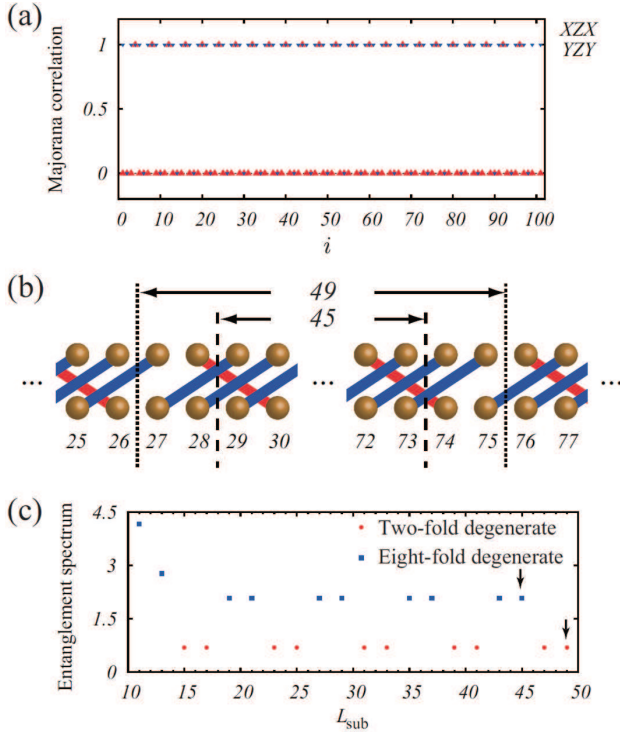 (a)
Majorana correlation
1
0.5
0
0 10 20 30 40 50 60 70 80 90 100
i
XZX
YZY
(b)
49
45
... ... ...
25 26 27 28 29 30 72 73 74 75 76 77
(c)
Entanglement spectrum
4.5
3
1.5
0
Two-fold degenerate
Eight-fold degenerate
10 15 20 25 30 35 40 45 50
Lsub